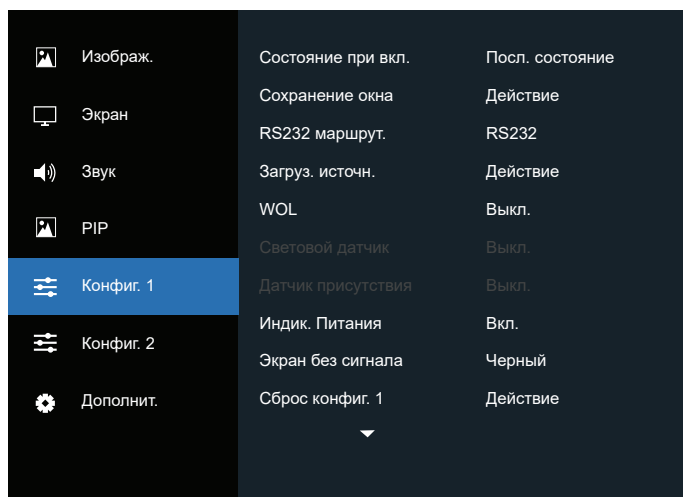 Изображ.
Экран
Звук
PIP
Конфиг. 1
Конфиг. 2
Дополнит.
Состояние при вкл. Посл. состояние
Сохранение окна Действие
RS232 маршрут. RS232
Загруз. источн. Действие
WOL Выкл.
Световой датчик Выкл.
Датчик присутствия Выкл.
Индик. Питания Вкл.
Экран без сигнала Черный
Сброс конфиг. 1 Действие